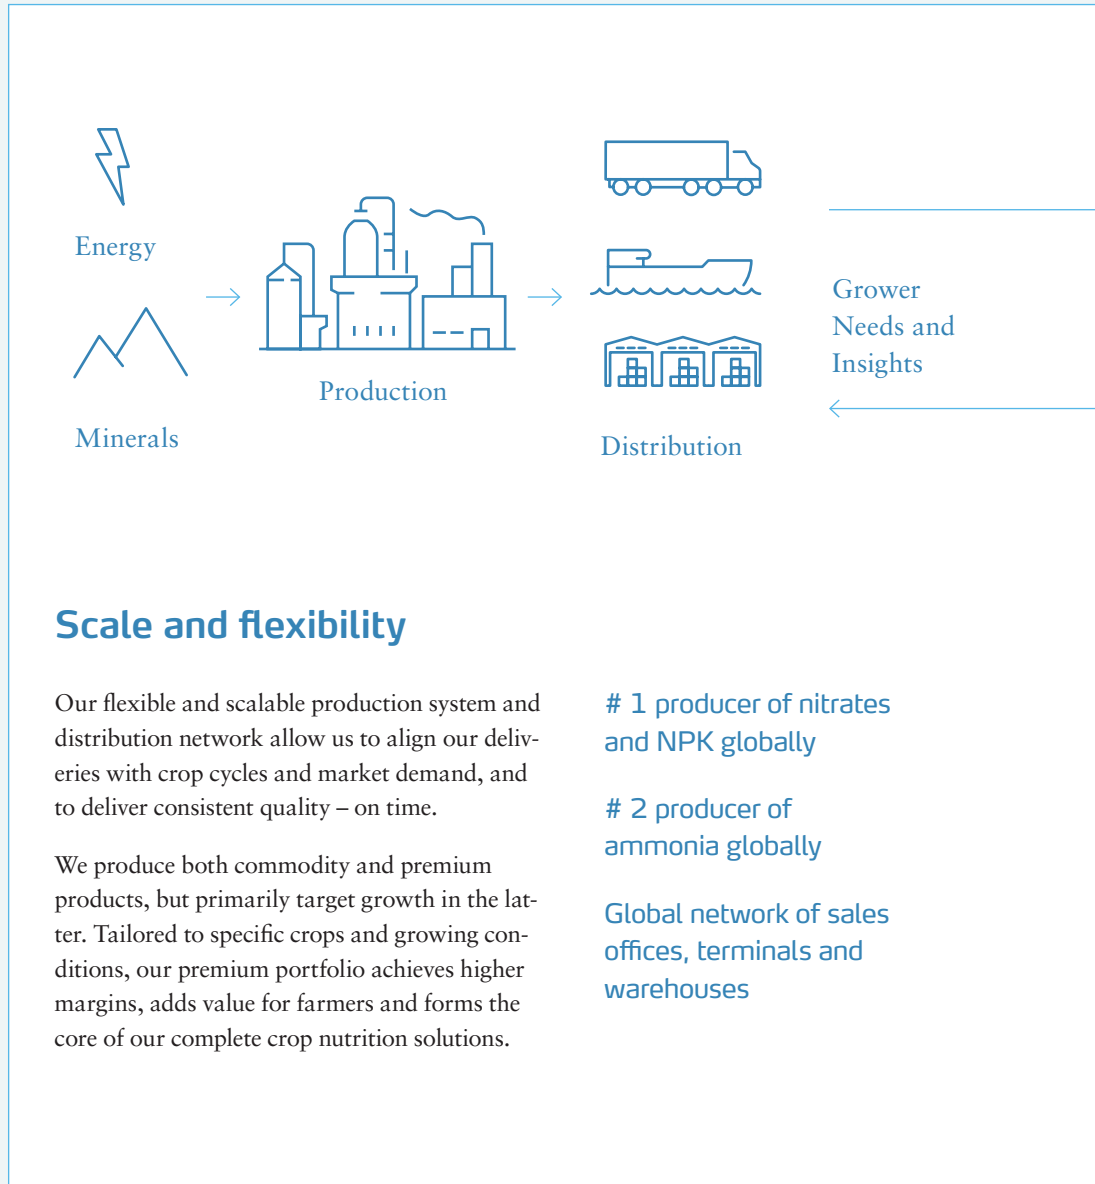 Energy
Minerals
Production
Distribution
Grower
Needs and
Insights
Scale and flexibility
Our flexible and scalable production system and
distribution network allow us to align our deliv-
eries with crop cycles and market demand, and
to deliver consistent quality – on time.
We produce both commodity and premium
products, but primarily target growth in the lat-
ter. Tailored to specific crops and growing con-
ditions, our premium portfolio achieves higher
margins, adds value for farmers and forms the
core of our complete crop nutrition solutions.
# 1 producer of nitrates
and NPK globally
# 2 producer of
ammonia globally
Global network of sales
offices, terminals and
warehouses